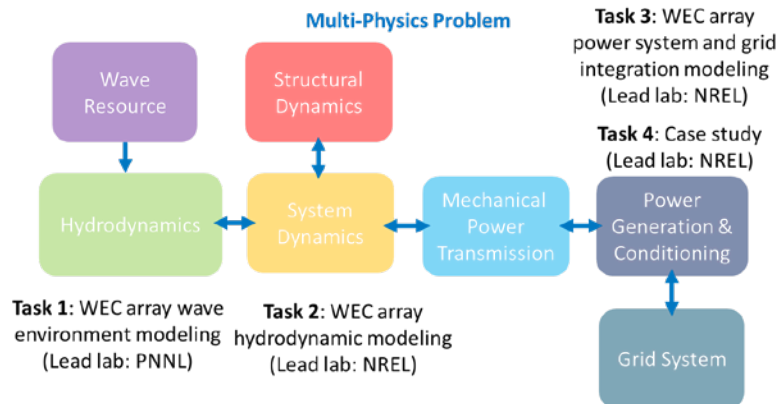 Multi-Physics Problem
Task 3: WEC array
power system and grid
integration modeling
(Lead lab: NREL)
Wave
Resource
Structural
Dynamics
Task 4: Case study
(Lead lab: NREL)
Hydrodynamics
System
Dynamics
Mechanical
Power
Transmission
Power
Generation &
Conditioning
Task 1: WEC array wave
environment modeling
(Lead lab: PNNL)
Task 2: WEC array
hydrodynamic modeling
(Lead lab: NREL)
Grid System